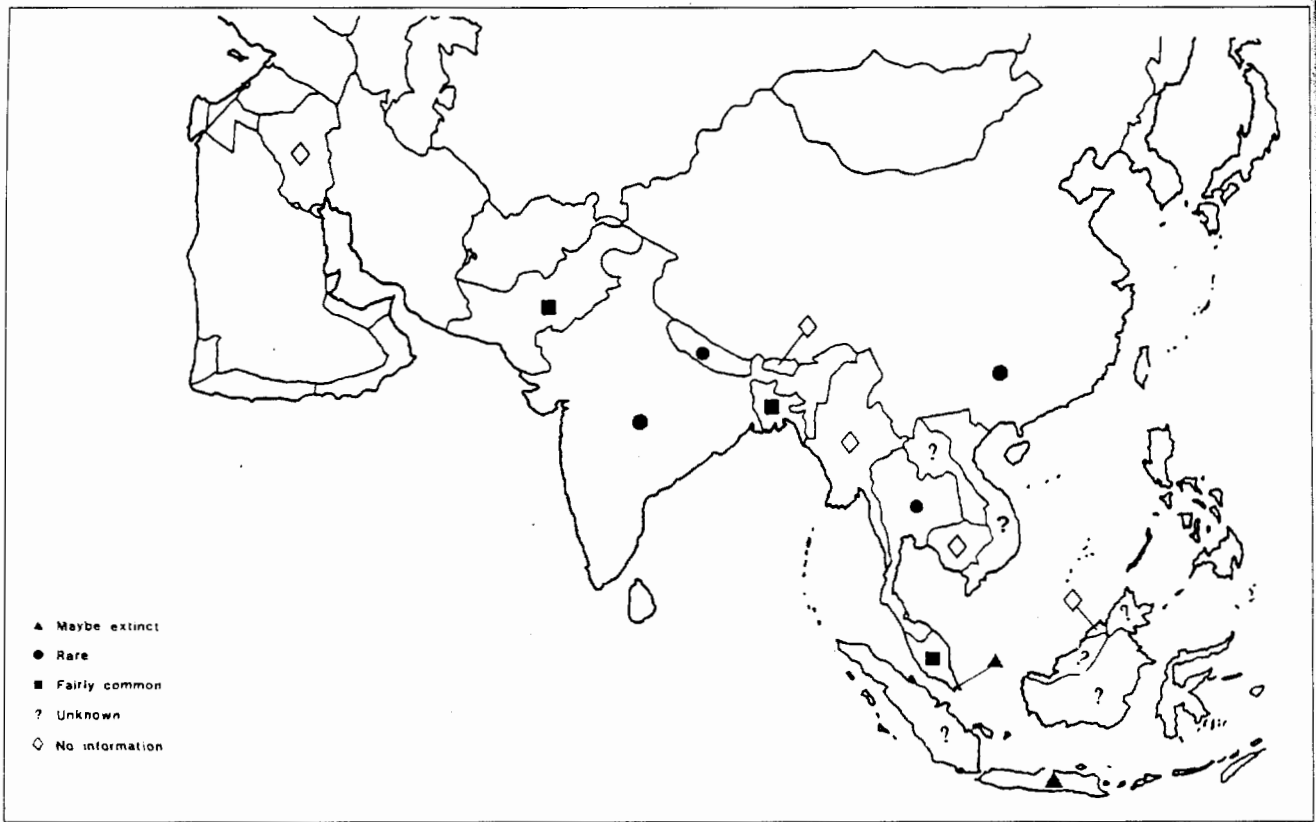 ?
?
?
?
?
?
▲ Maybe extinct
● Rare
■ Fairly common
? Unknown
◇ No information